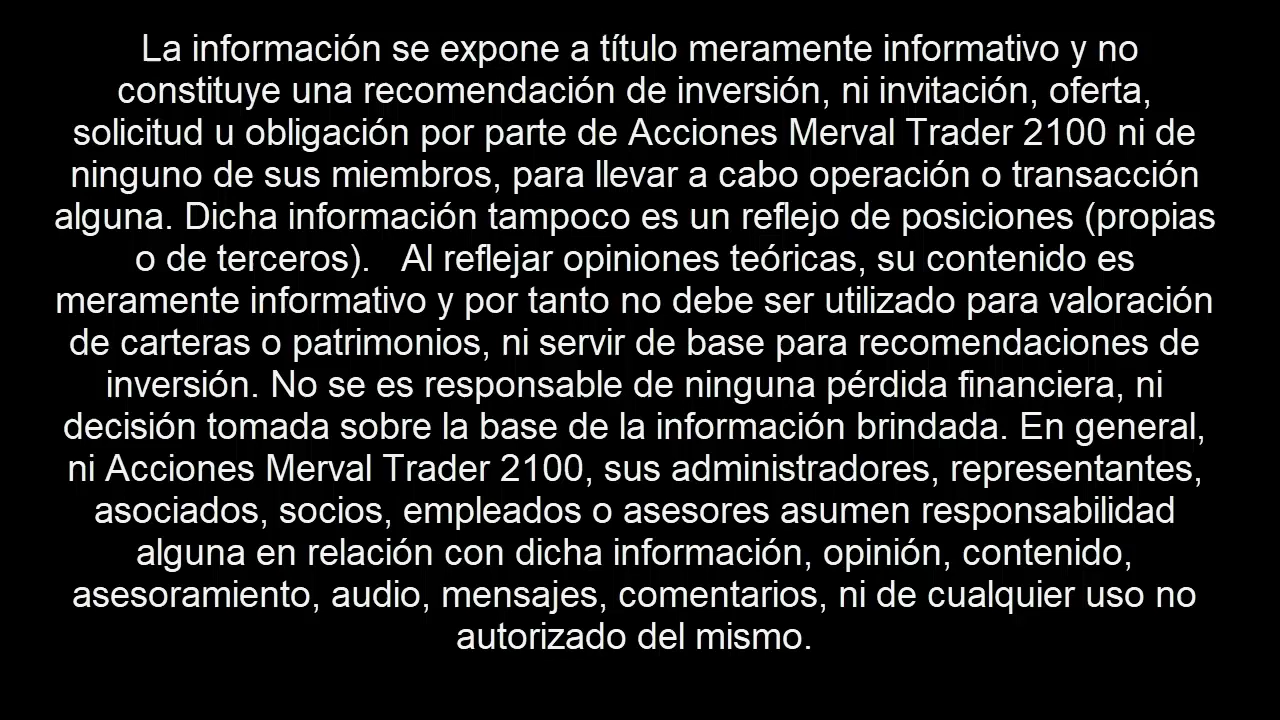 La información se expone a título meramente informativo y no
constituye una recomendación de inversión, ni invitación, oferta,
solicitud u obligación por parte de Acciones Merval Trader 2100 ni de
ninguno de sus miembros, para llevar a cabo operación o transacción
alguna. Dicha información tampoco es un reflejo de posiciones (propias
o de terceros).   Al reflejar opiniones teóricas, su contenido es
meramente informativo y por tanto no debe ser utilizado para valoración
de carteras o patrimonios, ni servir de base para recomendaciones de
inversión. No se es responsable de ninguna pérdida financiera, ni
decisión tomada sobre la base de la información brindada. En general,
ni Acciones Merval Trader 2100, sus administradores, representantes,
asociados, socios, empleados o asesores asumen responsabilidad
alguna en relación con dicha información, opinión, contenido,
asesoramiento, audio, mensajes, comentarios, ni de cualquier uso no
autorizado del mismo.